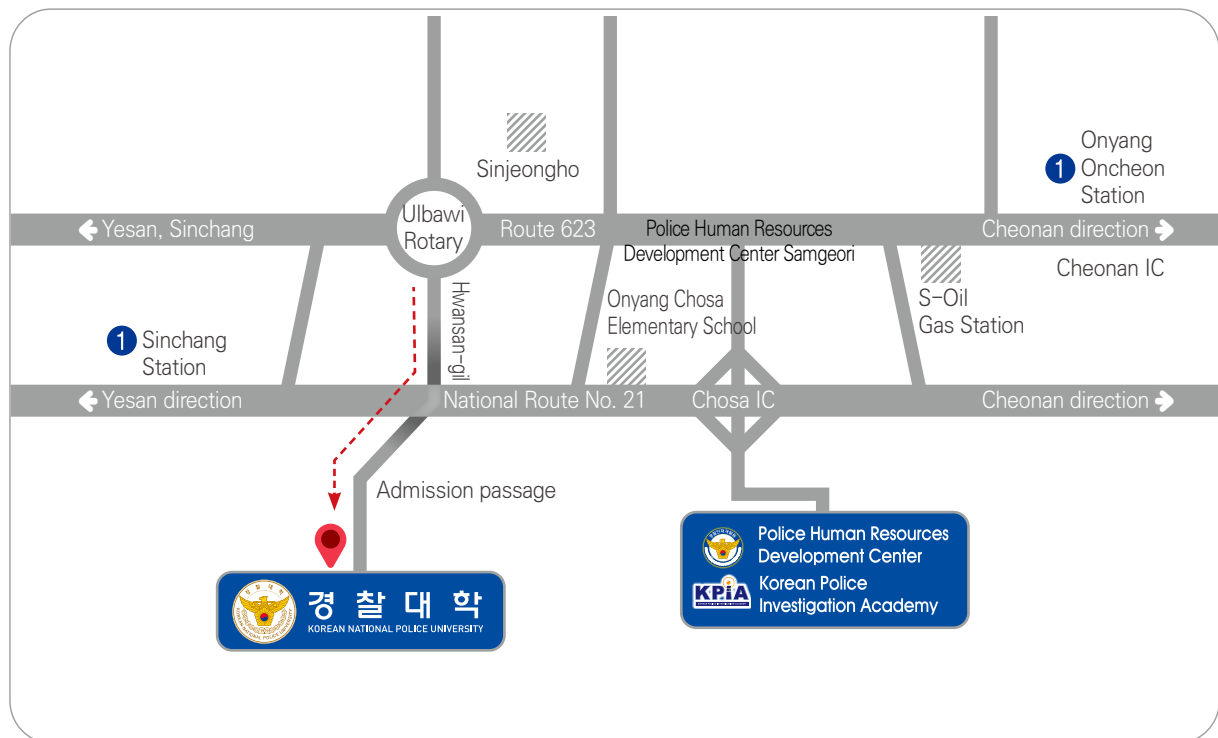 Sinjeongho
1
Onyang
Oncheon
Station
Ulbawi
Rotary
Yesan, Sinchang
Route 623
Police Human Resources
Development Center Samgeori
Cheonan direction
Cheonan IC
Hwansan-gil
Onyang Chosa
Elementary School
S-Oil
Gas Station
1
Sinchang
Station
Yesan direction
National Route No. 21
Chosa IC
Cheonan direction
Admission passage
경찰대학
KOREAN NATIONAL POLICE UNIVERSITY
Police Human Resources
Development Center
KPiA
Korean Police
Investigation Academy